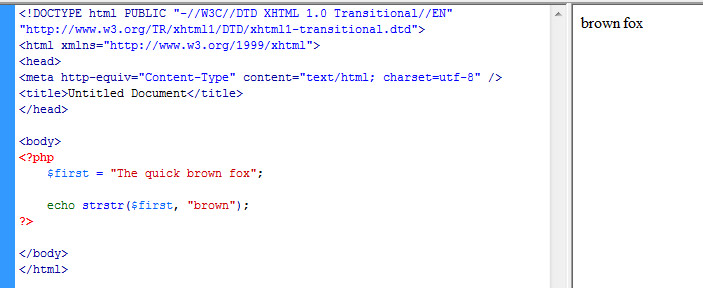 <!DOCTYPE html PUBLIC "-//W3C//DTD XHTML 1.0 Transitional//EN"
"http://www.w3.org/TR/xhtml1/DTD/xhtml1-transitional.dtd">
<html xmlns="http://www.w3.org/1999/xhtml">
<head>
<meta http-equiv="Content-Type" content="text/html; charset=utf-8" />
<title>Untitled Document</title>
</head>
<body>
<?php
$first = "The quick brown fox";
echo strstr($first, "brown");
?>
</body>
</html>
brown fox